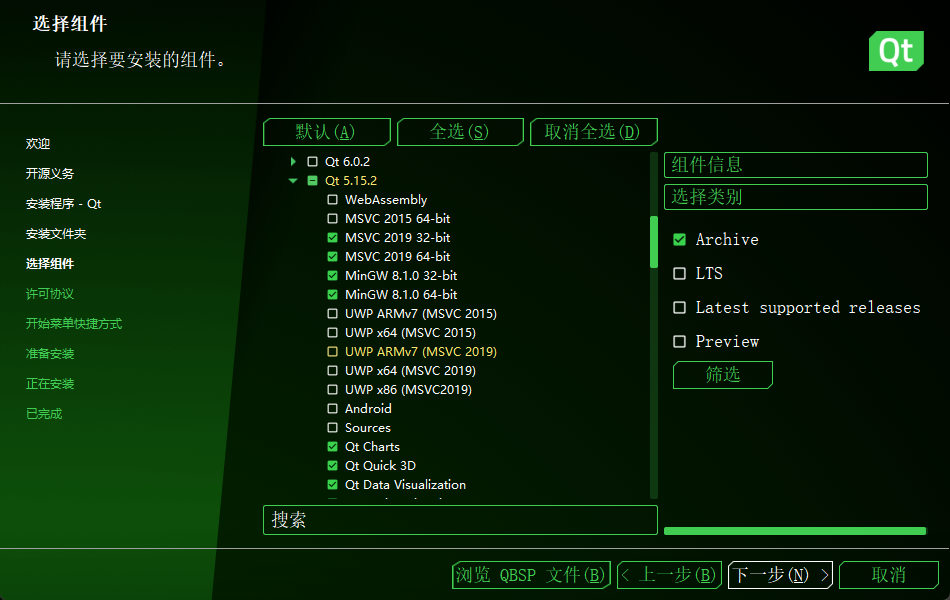 选择组件
请选择要安装的组件。
Qt
欢迎
开源义务
安装程序 - Qt
安装文件夹
选择组件
许可协议
开始菜单快捷方式
准备安装
正在安装
已完成
默认(A)
全选(S)
取消全选(D)
Qt 6.0.2
Qt 5.15.2
WebAssembly
MSVC 2015 64-bit
MSVC 2019 32-bit
MSVC 2019 64-bit
MinGW 8.1.0 32-bit
MinGW 8.1.0 64-bit
UWP ARMv7 (MSVC 2015)
UWP x64 (MSVC 2015)
UWP ARMv7 (MSVC 2019)
UWP x64 (MSVC 2019)
UWP x86 (MSVC2019)
Android
Sources
Qt Charts
Qt Quick 3D
Qt Data Visualization
搜索
组件信息
选择类别
Archive
LTS
Latest supported releases
Preview
筛选
浏览 QBSP 文件(B)
< 上一步(B)
下一步(N) >
取消